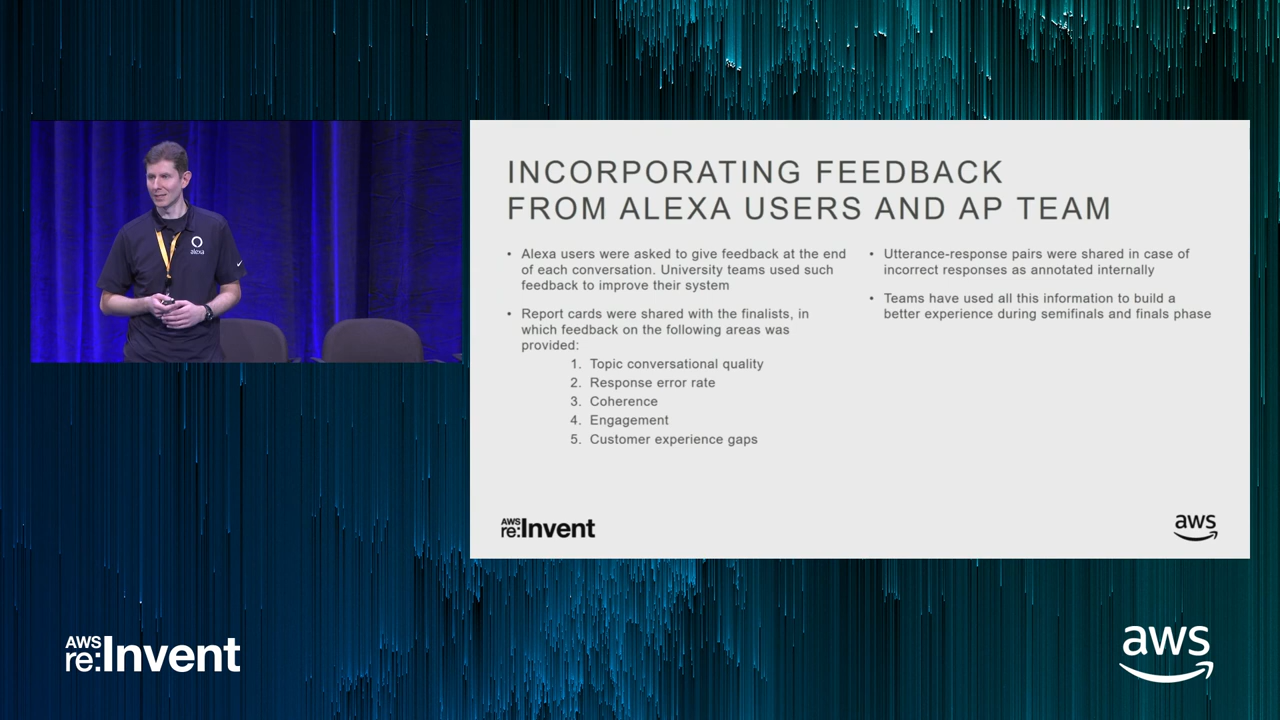 alexa
INCORPORATING FEEDBACK
FROM ALEXA USERS AND AP TEAM
• Alexa users were asked to give feedback at the end
of each conversation. University teams used such
feedback to improve their system
• Report cards were shared with the finalists, in
which feedback on the following areas was
provided:
1. Topic conversational quality
2. Response error rate
3. Coherence
4. Engagement
5. Customer experience gaps
• Utterance-response pairs were shared in case of
incorrect responses as annotated internally
• Teams have used all this information to build a
better experience during semifinals and finals phase
AWS
re:Invent
aws
AWS
re:Invent
aws